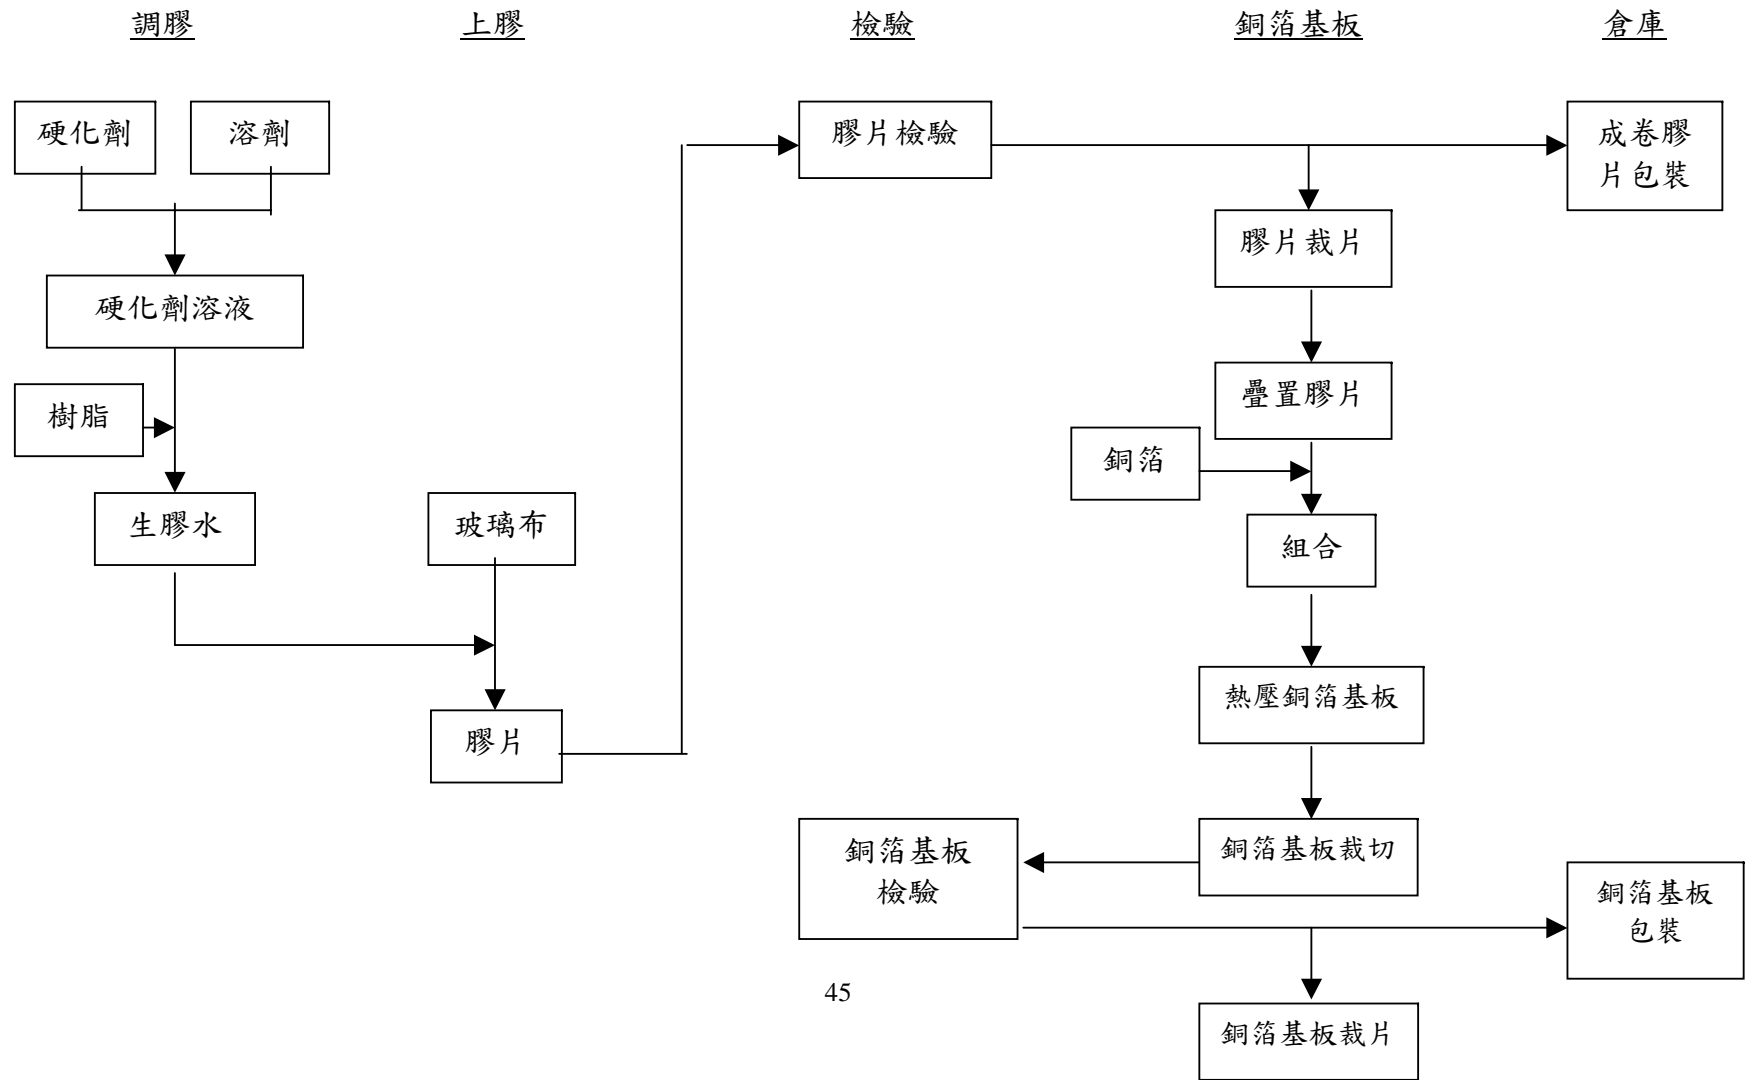 調膠
上膠
檢驗
銅箔基板
倉庫
硬化劑
溶劑
硬化劑溶液
樹脂
生膠水
玻璃布
膠片
膠片檢驗
膠片裁片
疊置膠片
銅箔
組合
熱壓銅箔基板
銅箔基板裁切
銅箔基板
檢驗
銅箔基板裁片
成卷膠
片包裝
銅箔基板
包裝
45